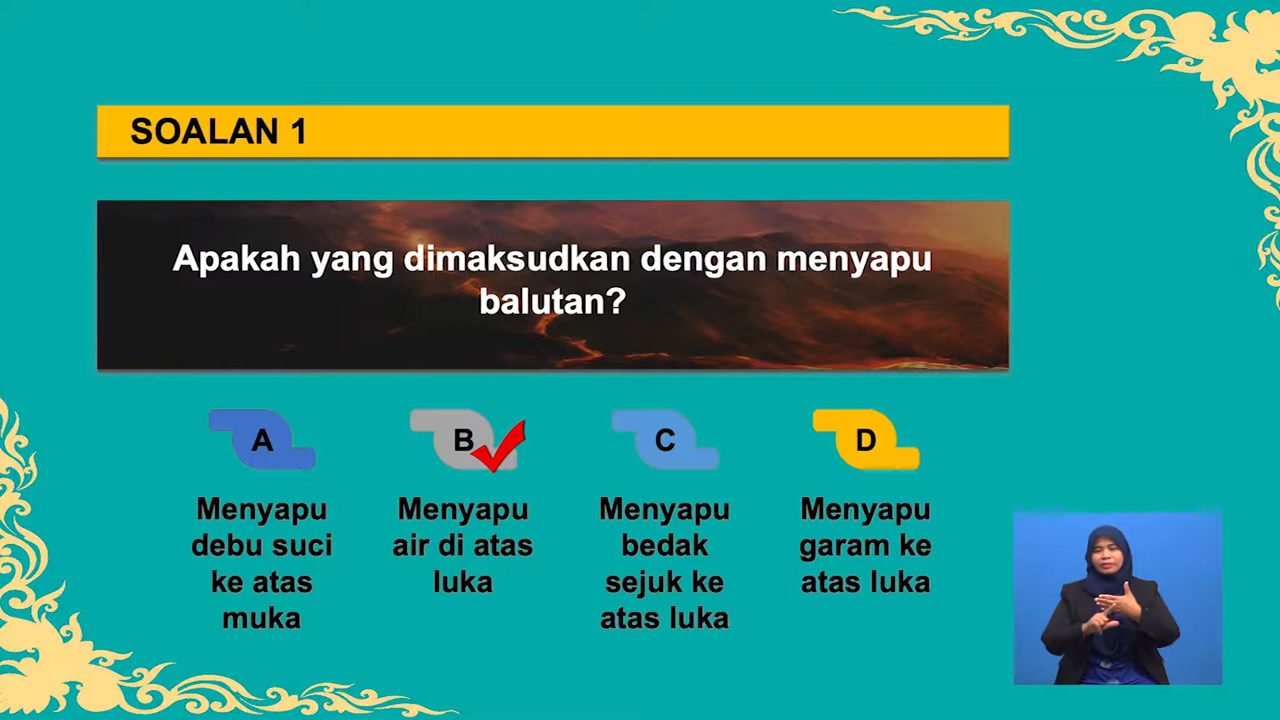 SOALAN 1
Apakah yang dimaksudkan dengan menyapu
balutan?
A
Menyapu
debu suci
ke atas
muka
B
Menyapu
air di atas
luka
C
Menyapu
bedak
sejuk ke
atas luka
D
Menyapu
garam ke
atas luka